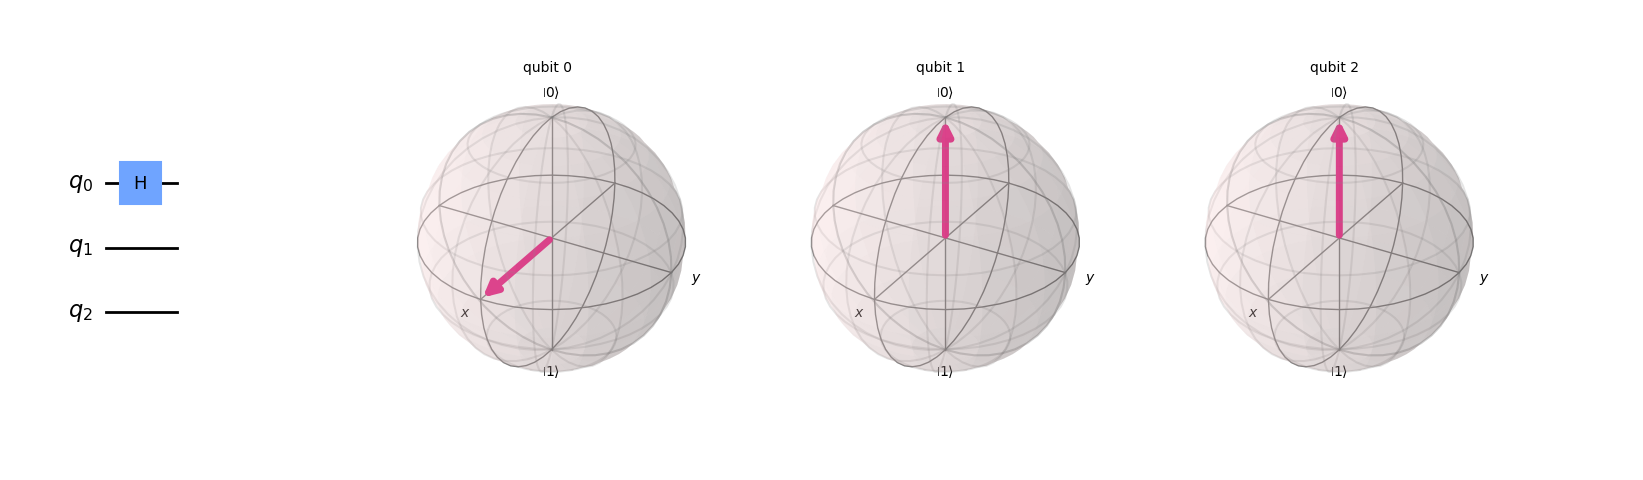 qubit 0
qubit 1
qubit 2
|0⟩
|0⟩
|0⟩
q₀
H
q₁
q₂
y
y
y
x
x
x
|1⟩
|1⟩
|1⟩